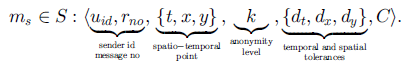 m_s ∈ S : ⟨u_id, r_no, {t, x, y}, k, {d_t, d_x, d_y}, C⟩.
sender id message no
spatio−temporal point
anonymity level
temporal and spatial tolerances